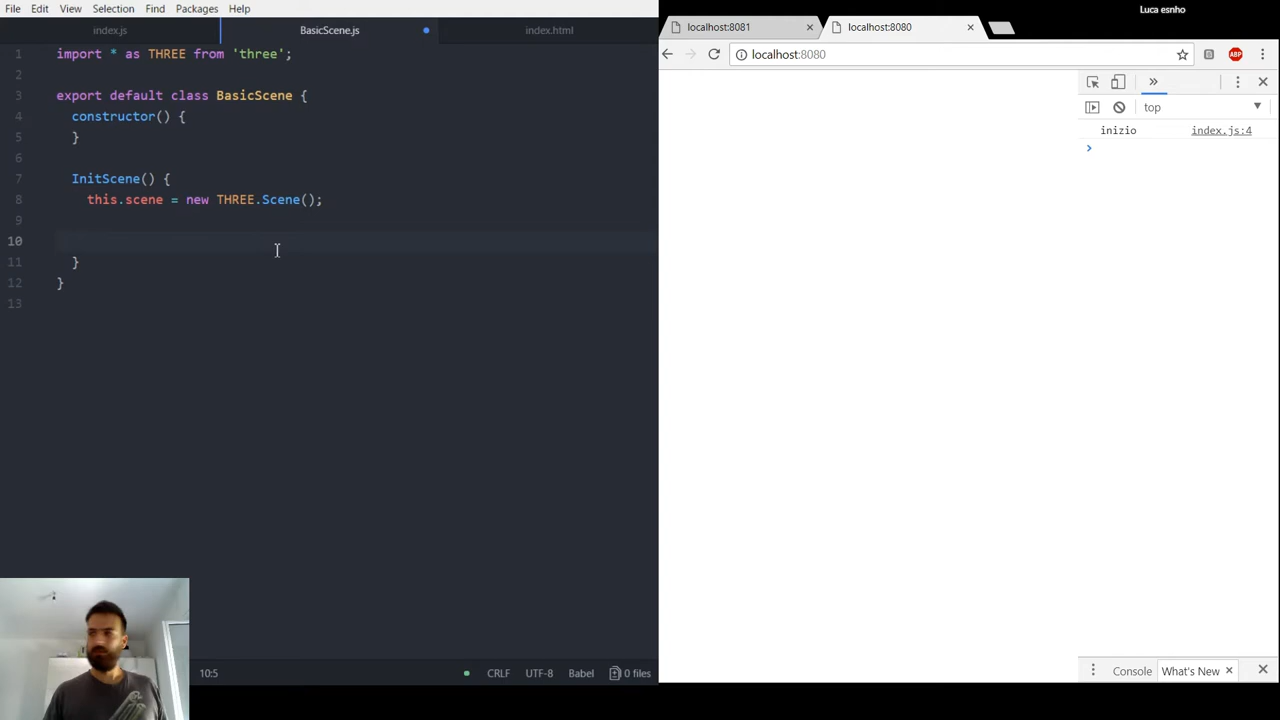 Luca esnho
File Edit View Selection Find Packages Help
index.js BasicScene.js index.html
1 import * as THREE from 'three';
2
3 export default class BasicScene {
4 constructor() {
5 }
6
7 InitScene() {
8 this.scene = new THREE.Scene();
9
10
11 }
12 }
13
10:5 CRLF UTF-8 Babel 0 files
localhost:8081 localhost:8080
localhost:8080 ABP
top
inizio index.js:4
Console What's New